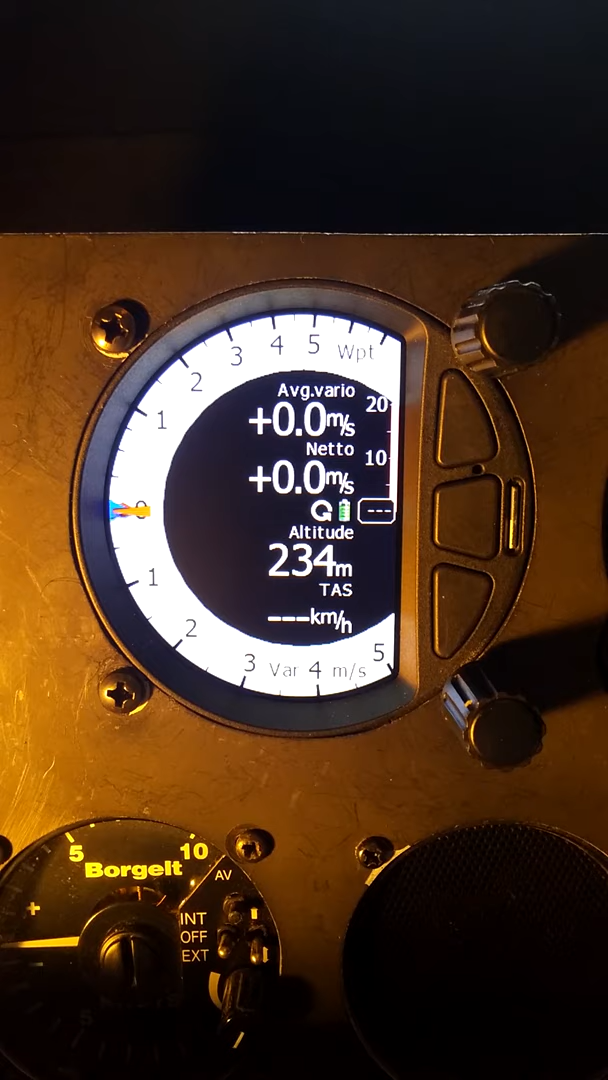 3 4 5 Wpt
2
1
0
1
2
3 Var 4 m/s 5
Avg.vario
+0.0m/s
20
Netto
+0.0m/s
10
---
Altitude
234m
TAS
---km/h
5 10
Borgelt
AV
+
INT
OFF
EXT
5